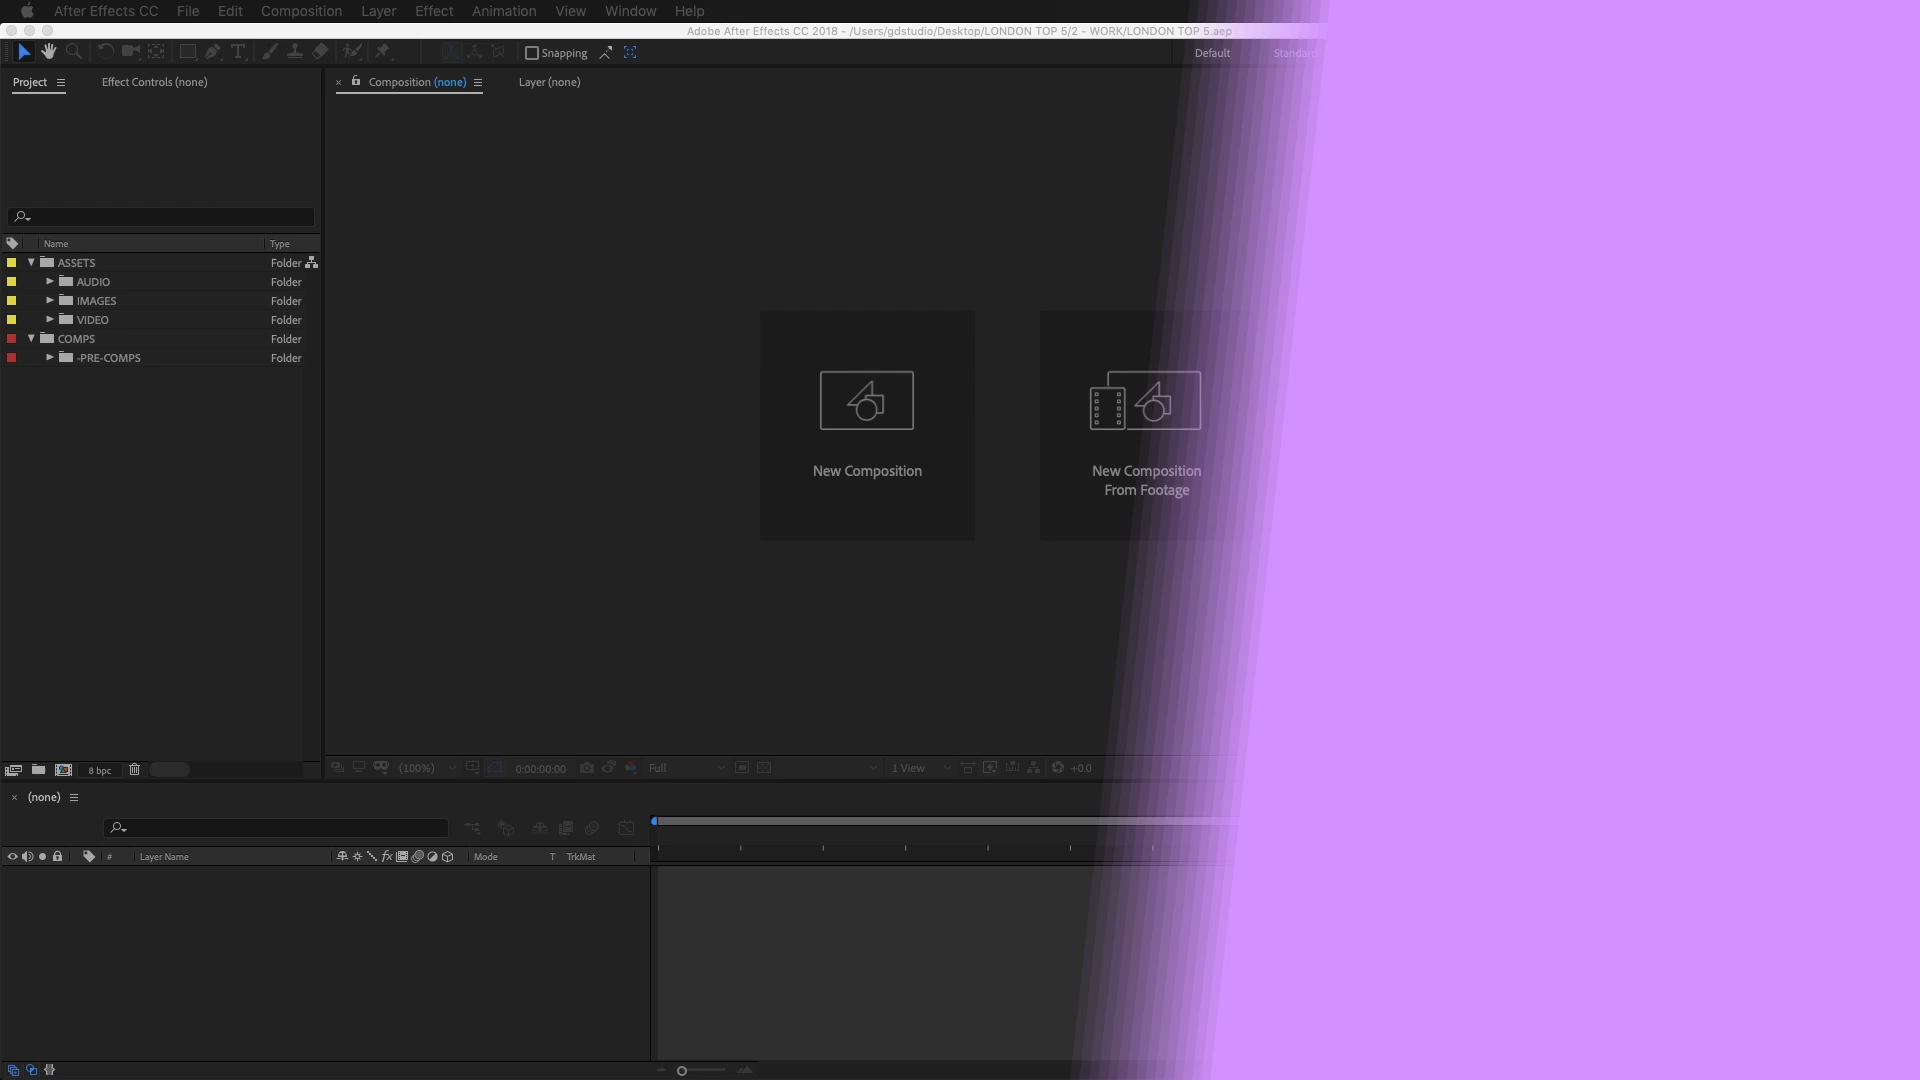 After Effects CC File Edit Composition Layer Effect Animation View Window Help
Adobe After Effects CC 2018 - /Users/gdstudio/Desktop/LONDON TOP 5/2 - WORK/LONDON TOP 5.aep
Snapping
Default
Standard
Project
Effect Controls (none)
Composition (none)
Layer (none)
Name Type
ASSETS Folder
AUDIO Folder
IMAGES Folder
VIDEO Folder
COMPS Folder
-PRE-COMPS Folder
New Composition
New Composition
From Footage
8 bpc
(100%)
0:00:00:00
Full
1 View
+0.0
(none)
# Layer Name
fx
Mode
T TrkMat